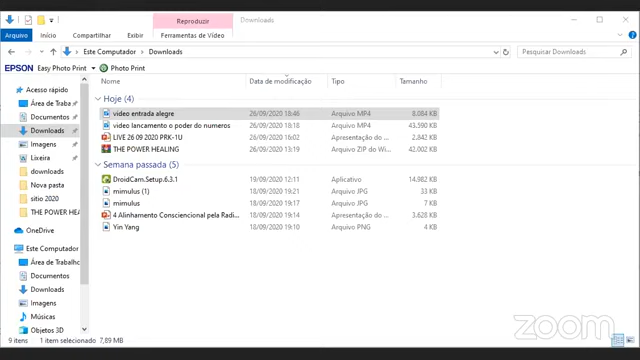 Reproduzir
Downloads
Arquivo
Início
Compartilhar
Exibir
Ferramentas de Vídeo
Este Computador > Downloads
Pesquisar Downloads
EPSON Easy Photo Print Photo Print
Nome Data de modificação Tipo Tamanho
Hoje (4)
video entrada alegre 26/09/2020 18:46 Arquivo MP4 8.084 KB
video lancamento o poder do numeros 26/09/2020 18:18 Arquivo MP4 43.590 KB
LIVE 26 09 2020 PRK-1U 26/09/2020 16:02 Apresentação do ... 2.842 KB
THE POWER HEALING 26/09/2020 13:19 Arquivo ZIP do Wi... 42.002 KB
Semana passada (5)
DroidCam.Setup.6.3.1 19/09/2020 12:11 Aplicativo 14.982 KB
mimulus (1) 18/09/2020 19:21 Arquivo JPG 33 KB
mimulus 18/09/2020 19:17 Arquivo JPG 7 KB
4 Alinhamento Consciencional pela Radi... 18/09/2020 19:14 Apresentação do ... 3.628 KB
Yin Yang 18/09/2020 19:10 Arquivo PNG 4 KB
Acesso rápido
Área de Traba
Documentos
Downloads
Imagens
Lixeira
downloads
Nova pasta
sitio 2020
THE POWER HEA
OneDrive
Este Computador
Área de Trabalho
Documentos
Downloads
Imagens
Músicas
Objetos 3D
9 itens 1 item selecionado 7,89 MB
zoom